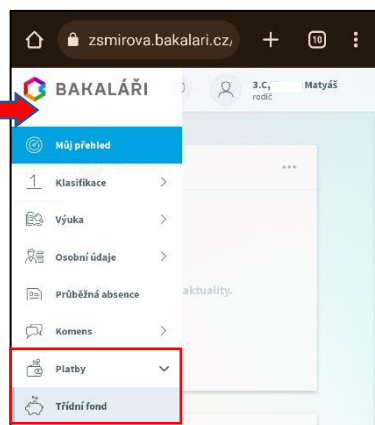 zsmirova.bakalari.cz/ + 10
BAKALÁŘI
3.C, Matyáš
rodič
Můj přehled
1 Klasifikace
Výuka
Osobní údaje
Průběžná absence
aktuality.
Komens
Platby
Třídní fond